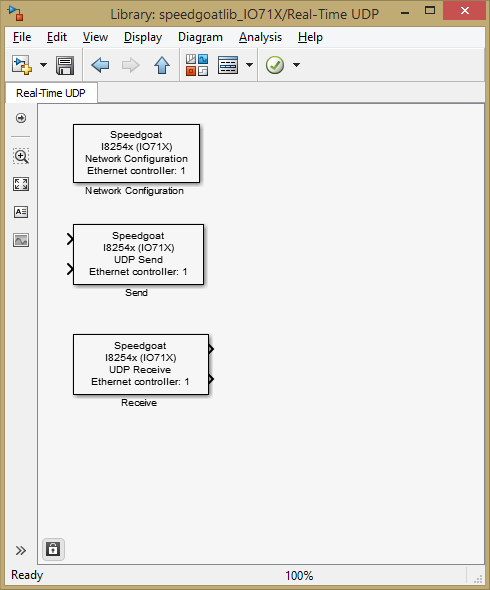 Library: speedgoatlib_IO71X/Real-Time UDP
File Edit View Display Diagram Analysis Help
Real-Time UDP
Speedgoat
I8254x (IO71X)
Network Configuration
Ethernet controller: 1
Network Configuration
Speedgoat
I8254x (IO71X)
UDP Send
Ethernet controller: 1
Send
Speedgoat
I8254x (IO71X)
UDP Receive
Ethernet controller: 1
Receive
Ready 100%